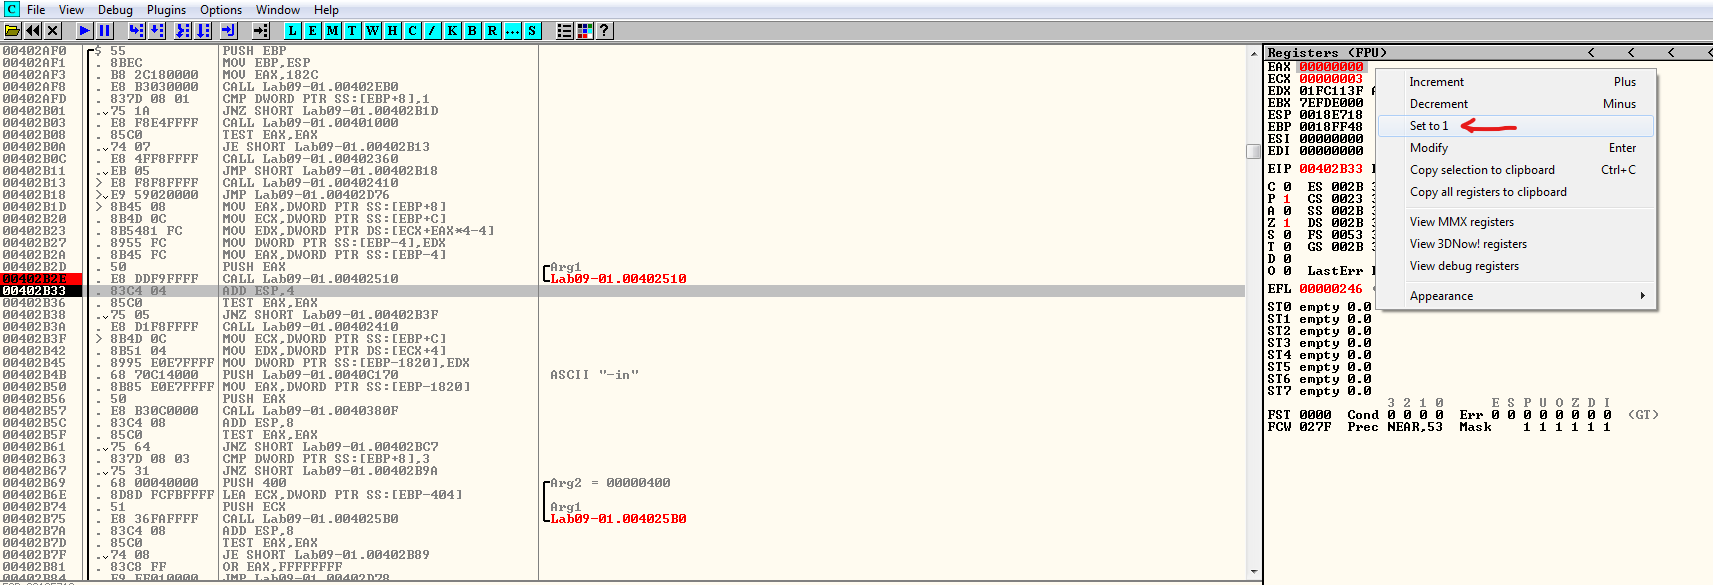 C File View Debug Plugins Options Window Help
L E M T W H C / K B R ... S ?
00402AF0 $ 55 PUSH EBP
00402AF1 . 8BEC MOV EBP,ESP
00402AF3 . B8 2C180000 MOV EAX,182C
00402AF8 . E8 B3030000 CALL Lab09-01.00402EB0
00402AFD . 837D 08 01 CMP DWORD PTR SS:[EBP+8],1
00402B01 . 75 1A JNZ SHORT Lab09-01.00402B1D
00402B03 . E8 F8E4FFFF CALL Lab09-01.00401000
00402B08 . 85C0 TEST EAX,EAX
00402B0A . 74 07 JE SHORT Lab09-01.00402B13
00402B0C . E8 4FF8FFFF CALL Lab09-01.00402360
00402B11 . EB 05 JMP SHORT Lab09-01.00402B18
00402B13 > E8 F8F8FFFF CALL Lab09-01.00402410
00402B18 > E9 59020000 JMP Lab09-01.00402D76
00402B1D > 8B45 08 MOV EAX,DWORD PTR SS:[EBP+8]
00402B20 . 8B4D 0C MOV ECX,DWORD PTR SS:[EBP+C]
00402B23 . 8B5481 FC MOV EDX,DWORD PTR DS:[ECX+EAX*4-4]
00402B27 . 8955 FC MOV DWORD PTR SS:[EBP-4],EDX
00402B2A . 8B45 FC MOV EAX,DWORD PTR SS:[EBP-4]
00402B2D . 50 PUSH EAX Arg1
00402B2E . E8 DDF9FFFF CALL Lab09-01.00402510 Lab09-01.00402510
00402B33 . 83C4 04 ADD ESP,4
00402B36 . 85C0 TEST EAX,EAX
00402B38 . 75 05 JNZ SHORT Lab09-01.00402B3F
00402B3A . E8 D1F8FFFF CALL Lab09-01.00402410
00402B3F > 8B4D 0C MOV ECX,DWORD PTR SS:[EBP+C]
00402B42 . 8B51 04 MOV EDX,DWORD PTR DS:[ECX+4]
00402B45 . 8995 E0E7FFFF MOV DWORD PTR SS:[EBP-1820],EDX
00402B4B . 68 70C14000 PUSH Lab09-01.0040C170 ASCII "-in"
00402B50 . 8B85 E0E7FFFF MOV EAX,DWORD PTR SS:[EBP-1820]
00402B56 . 50 PUSH EAX
00402B57 . E8 B30C0000 CALL Lab09-01.0040380F
00402B5C . 83C4 08 ADD ESP,8
00402B5F . 85C0 TEST EAX,EAX
00402B61 . 75 64 JNZ SHORT Lab09-01.00402BC7
00402B63 . 837D 08 03 CMP DWORD PTR SS:[EBP+8],3
00402B67 . 75 31 JNZ SHORT Lab09-01.00402B9A
00402B69 . 68 00040000 PUSH 400 Arg2 = 00000400
00402B6E . 8D8D FCFBFFFF LEA ECX,DWORD PTR SS:[EBP-404]
00402B74 . 51 PUSH ECX Arg1
00402B75 . E8 36FAFFFF CALL Lab09-01.004025B0 Lab09-01.004025B0
00402B7A . 83C4 08 ADD ESP,8
00402B7D . 85C0 TEST EAX,EAX
00402B7F . 74 08 JE SHORT Lab09-01.00402B89
00402B81 . 83C8 FF OR EAX,FFFFFFFF
00402B84 . E9 JMP Lab09-01.00402D78
Registers (FPU) < < < <
EAX 00000000
ECX 00000003
EDX 01FC113F
EBX 7EFDE000
ESP 0018E718
EBP 0018FF48
ESI 00000000
EDI 00000000
EIP 00402B33
C 0 ES 002B 3
P 1 CS 0023 3
A 0 SS 002B 3
Z 1 DS 002B 3
S 0 FS 0053 3
T 0 GS 002B 3
D 0
O 0 LastErr
EFL 00000246
ST0 empty 0.0
ST1 empty 0.0
ST2 empty 0.0
ST3 empty 0.0
ST4 empty 0.0
ST5 empty 0.0
ST6 empty 0.0
ST7 empty 0.0
3 2 1 0 E S P U O Z D I
FST 0000 Cond 0 0 0 0 Err 0 0 0 0 0 0 0 0 (GT)
FCW 027F Prec NEAR,53 Mask 1 1 1 1 1 1
Increment Plus
Decrement Minus
Set to 1
Modify Enter
Copy selection to clipboard Ctrl+C
Copy all registers to clipboard
View MMX registers
View 3DNow! registers
View debug registers
Appearance